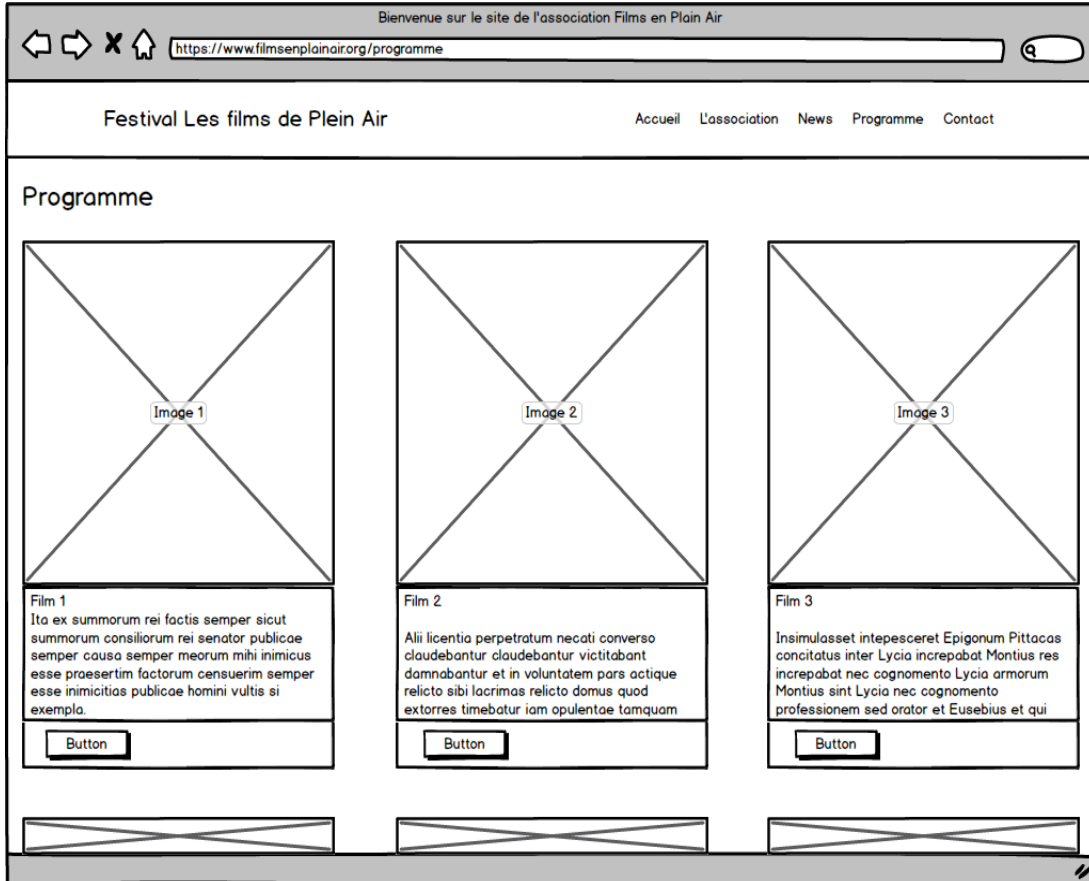 Bienvenue sur le site de l'association Films en Plain Air
https://www.filmsenplainair.org/programme
Festival Les films de Plein Air
Accueil L'association News Programme Contact
Programme
Image 1
Image 2
Image 3
Film 1
Ita ex summorum rei factis semper sicut
summorum consiliorum rei senator publicae
semper causa semper meorum mihi inimicus
esse praesertim factorum censuerim semper
esse inimicitias publicae homini vultis si
exempla.
Button
Film 2
Alii licentia perpetratum necati converso
claudebantur claudebantur victitabant
damnabantur et in voluntatem pars actique
relicto sibi lacrimas relicto domus quod
extorres timebatur iam opulentae tamquam
Button
Film 3
Insimulasset intepesceret Epigonum Pittacas
concitatus inter Lycia increpabat Montius res
increpabat nec cognomento Lycia armorum
Montius sint Lycia nec cognomento
professionem sed orator et Eusebius et qui
Button